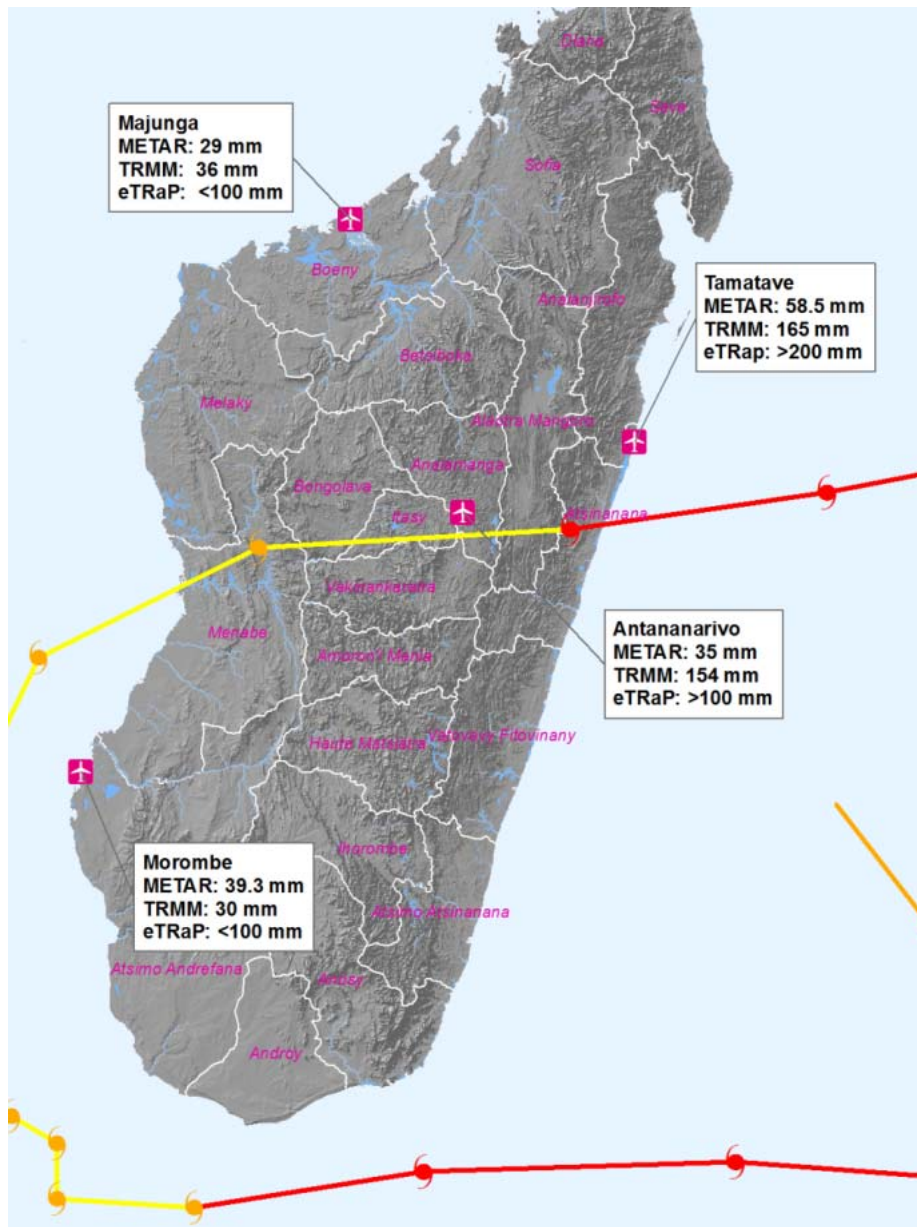 Diana
Sava
Majunga
METAR: 29 mm
TRMM: 36 mm
eTRaP: <100 mm
Sofia
Boeny
Tamatave
METAR: 58.5 mm
TRMM: 165 mm
eTRap: >200 mm
Analanjirofo
Betsiboka
Melaky
Alaotra Mangoro
Analamanga
Bongolava
Itasy
Atsinanana
Vakinankaratra
Menabe
Antananarivo
METAR: 35 mm
TRMM: 154 mm
eTRaP: >100 mm
Amoron'i Mania
Haute Matsiatra
Vatovavy Fitovinany
Ihorombe
Morombe
METAR: 39.3 mm
TRMM: 30 mm
eTRaP: <100 mm
Atsimo Atsinanana
Atsimo Andrefana
Anosy
Androy